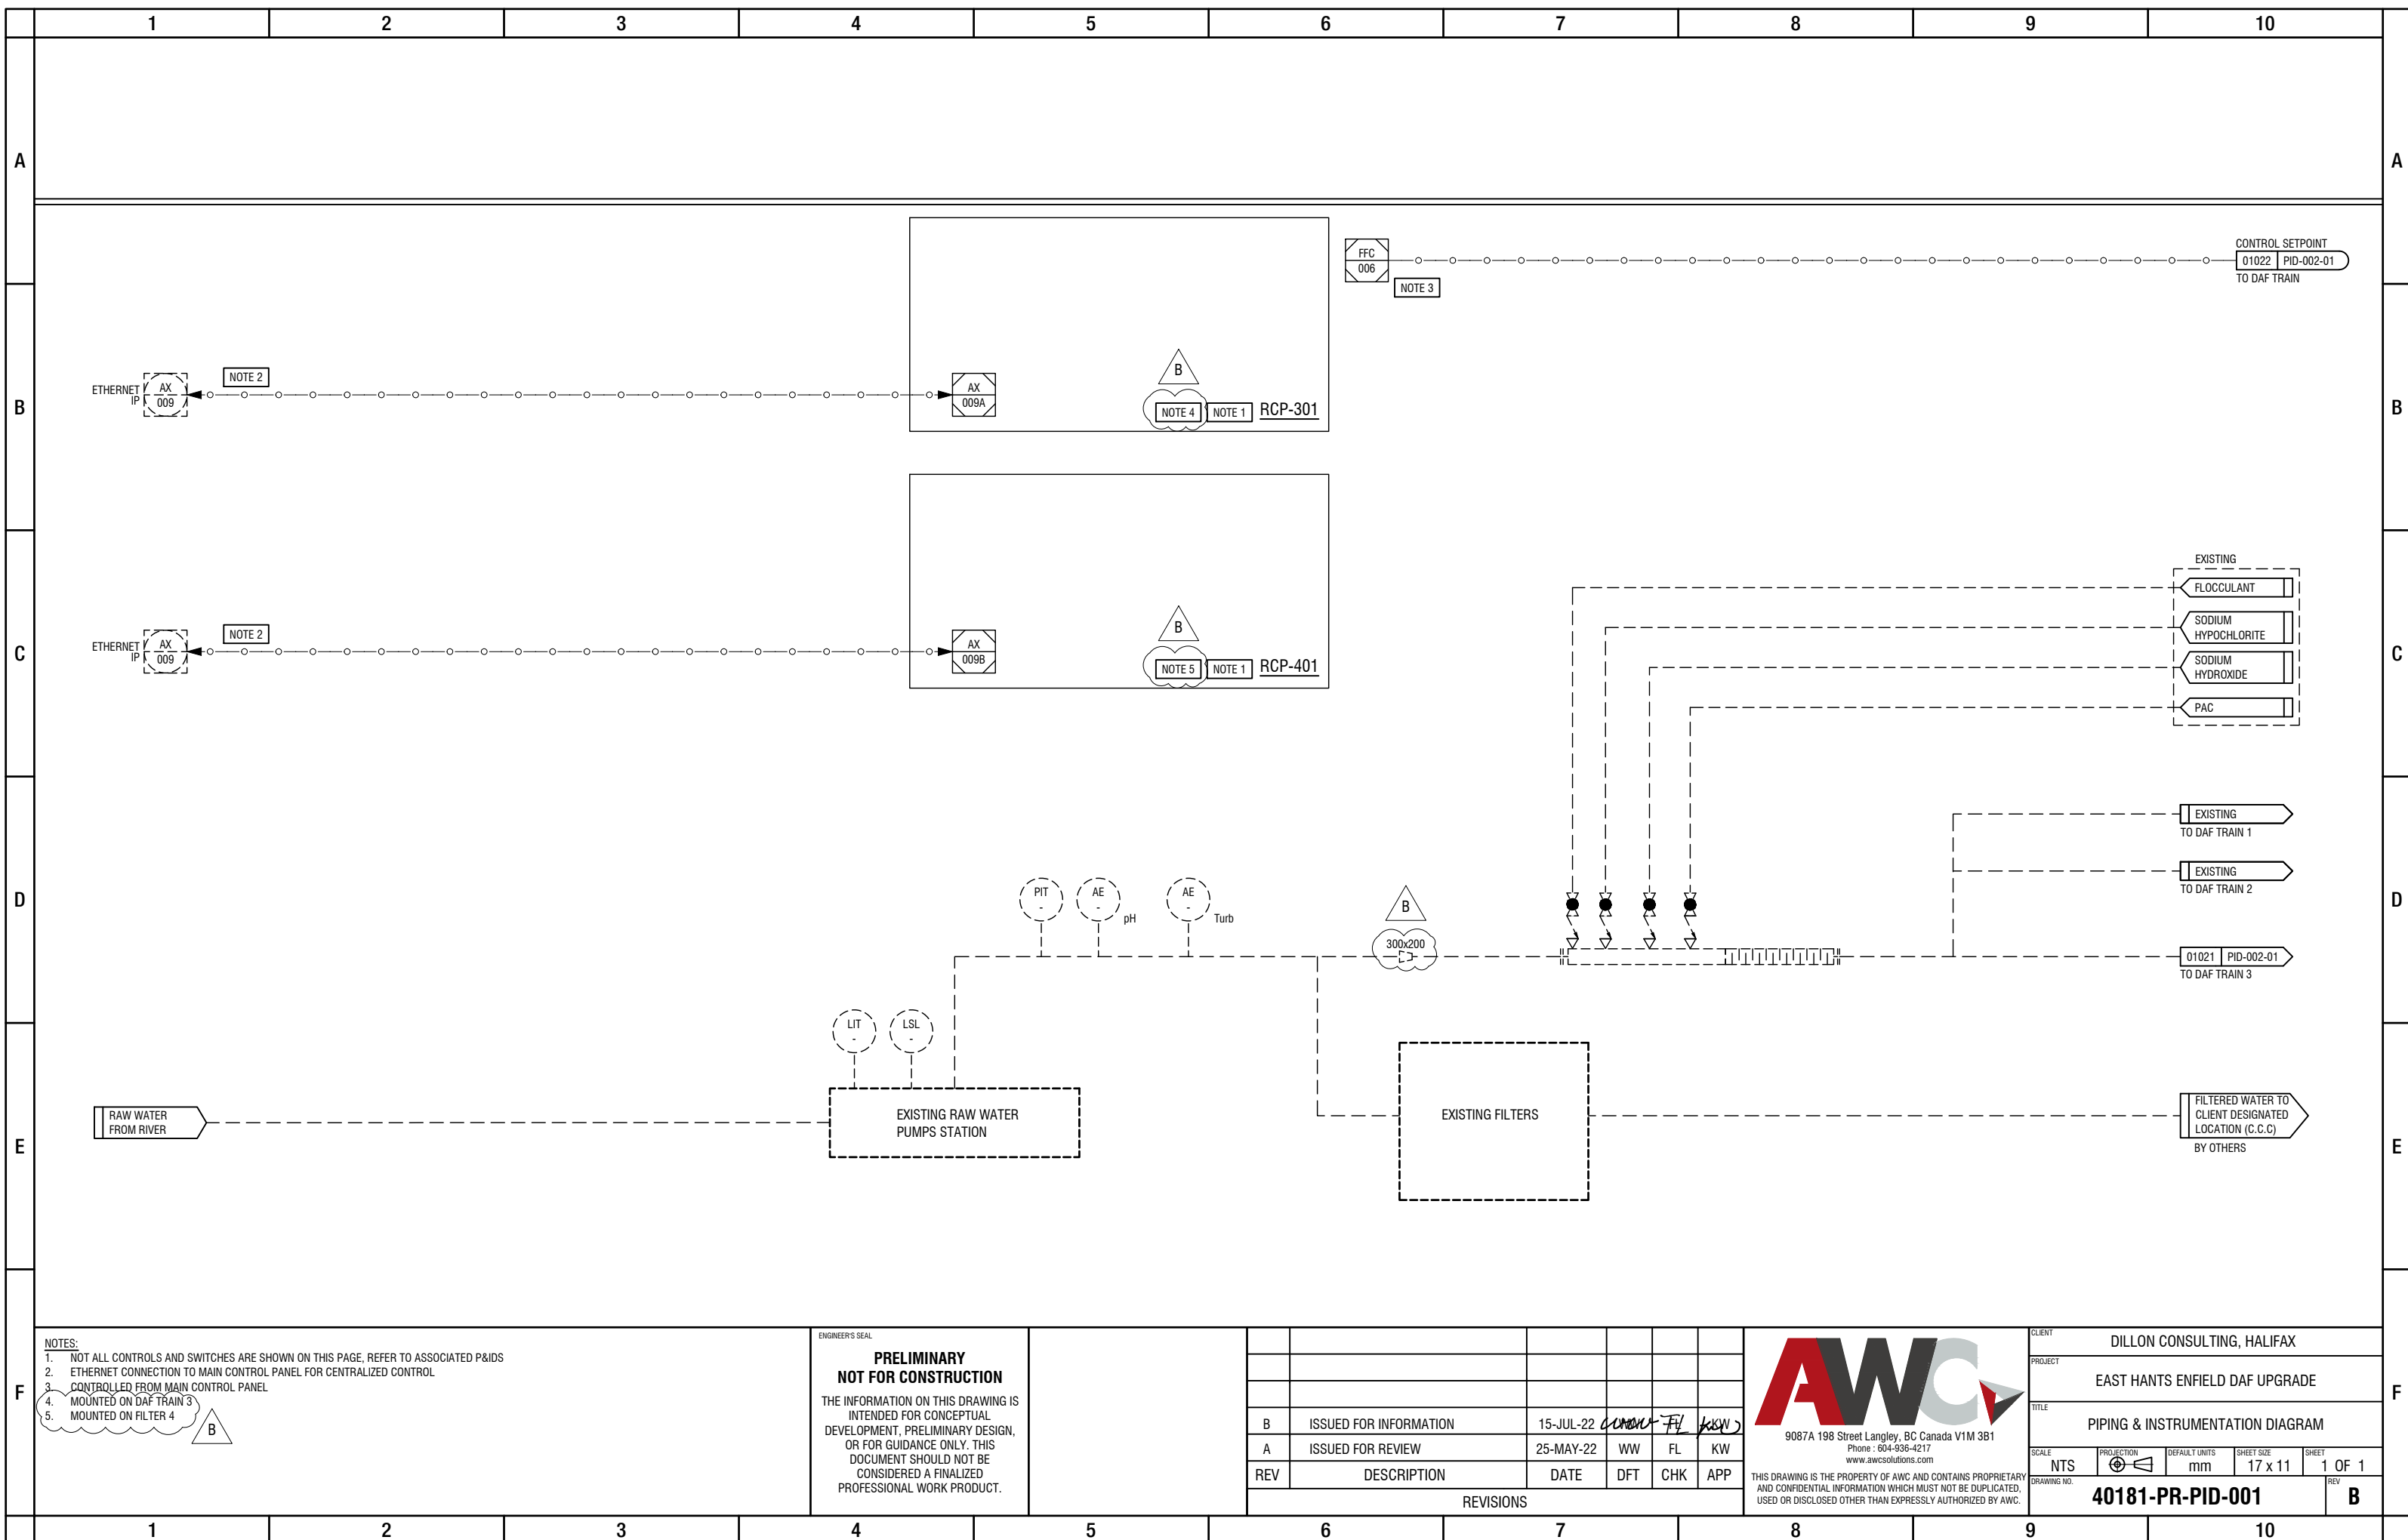 1 2 3 4 5 6 7 8 9 10
A A
CONTROL SETPOINT
FFC
006
01022 PID-002-01
TO DAF TRAIN
NOTE 3
B B
ETHERNET
IP
AX
009
NOTE 2
AX
009A
B
NOTE 4 NOTE 1 RCP-301
C C
ETHERNET
IP
AX
009
NOTE 2
AX
009B
B
NOTE 5 NOTE 1 RCP-401
EXISTING
FLOCCULANT
SODIUM
HYPOCHLORITE
SODIUM
HYDROXIDE
PAC
D D
EXISTING
TO DAF TRAIN 1
EXISTING
TO DAF TRAIN 2
PIT
-
AE
-
pH
AE
-
Turb
B
300x200
01021 PID-002-01
TO DAF TRAIN 3
E E
LIT
-
LSL
-
RAW WATER
FROM RIVER
EXISTING RAW WATER
PUMPS STATION
EXISTING FILTERS
FILTERED WATER TO
CLIENT DESIGNATED
LOCATION (C.C.C)
BY OTHERS
F F
NOTES:
1. NOT ALL CONTROLS AND SWITCHES ARE SHOWN ON THIS PAGE, REFER TO ASSOCIATED P&IDS
2. ETHERNET CONNECTION TO MAIN CONTROL PANEL FOR CENTRALIZED CONTROL
3. CONTROLLED FROM MAIN CONTROL PANEL
4. MOUNTED ON DAF TRAIN 3
5. MOUNTED ON FILTER 4
B
ENGINEER'S SEAL
PRELIMINARY
NOT FOR CONSTRUCTION
THE INFORMATION ON THIS DRAWING IS
INTENDED FOR CONCEPTUAL
DEVELOPMENT, PRELIMINARY DESIGN,
OR FOR GUIDANCE ONLY. THIS
DOCUMENT SHOULD NOT BE
CONSIDERED A FINALIZED
PROFESSIONAL WORK PRODUCT.
B ISSUED FOR INFORMATION 15-JUL-22 FL KW
A ISSUED FOR REVIEW 25-MAY-22 WW FL KW
REV DESCRIPTION DATE DFT CHK APP
REVISIONS
AWC
9087A 198 Street Langley, BC Canada V1M 3B1
Phone : 604-936-4217
www.awcsolutions.com
THIS DRAWING IS THE PROPERTY OF AWC AND CONTAINS PROPRIETARY
AND CONFIDENTIAL INFORMATION WHICH MUST NOT BE DUPLICATED,
USED OR DISCLOSED OTHER THAN EXPRESSLY AUTHORIZED BY AWC.
CLIENT
DILLON CONSULTING, HALIFAX
PROJECT
EAST HANTS ENFIELD DAF UPGRADE
TITLE
PIPING & INSTRUMENTATION DIAGRAM
SCALE PROJECTION DEFAULT UNITS SHEET SIZE SHEET
NTS mm 17 x 11 1 OF 1
DRAWING NO. REV
40181-PR-PID-001 B
1 2 3 4 5 6 7 8 9 10